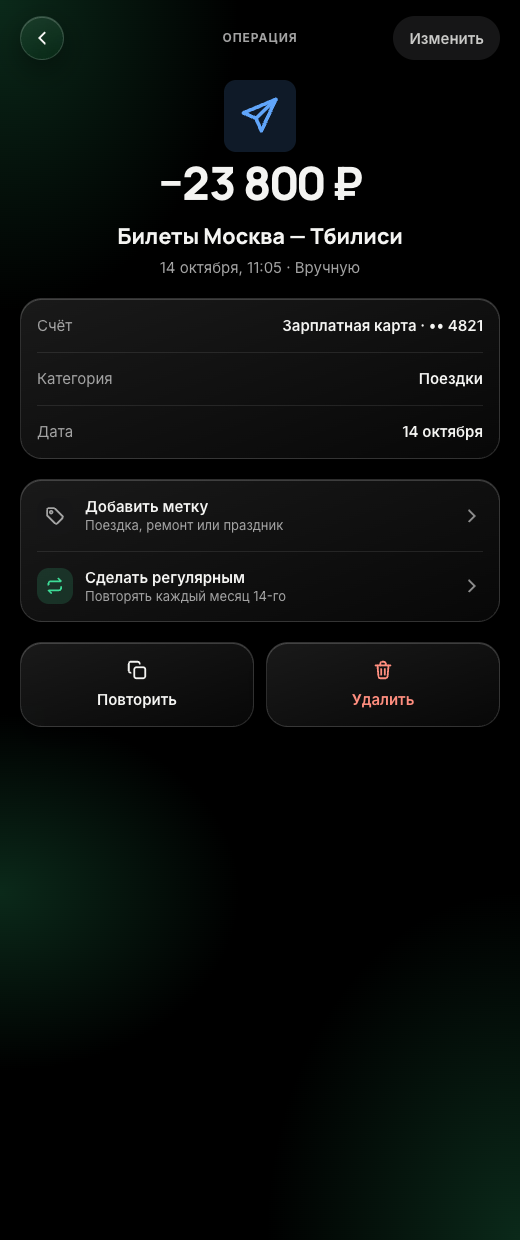 ОПЕРАЦИЯ
Изменить
−23 800 ₽
Билеты Москва — Тбилиси
14 октября, 11:05 · Вручную
Счёт
Зарплатная карта · •• 4821
Категория
Поездки
Дата
14 октября
Добавить метку
Поездка, ремонт или праздник
Сделать регулярным
Повторять каждый месяц 14-го
Повторить
Удалить